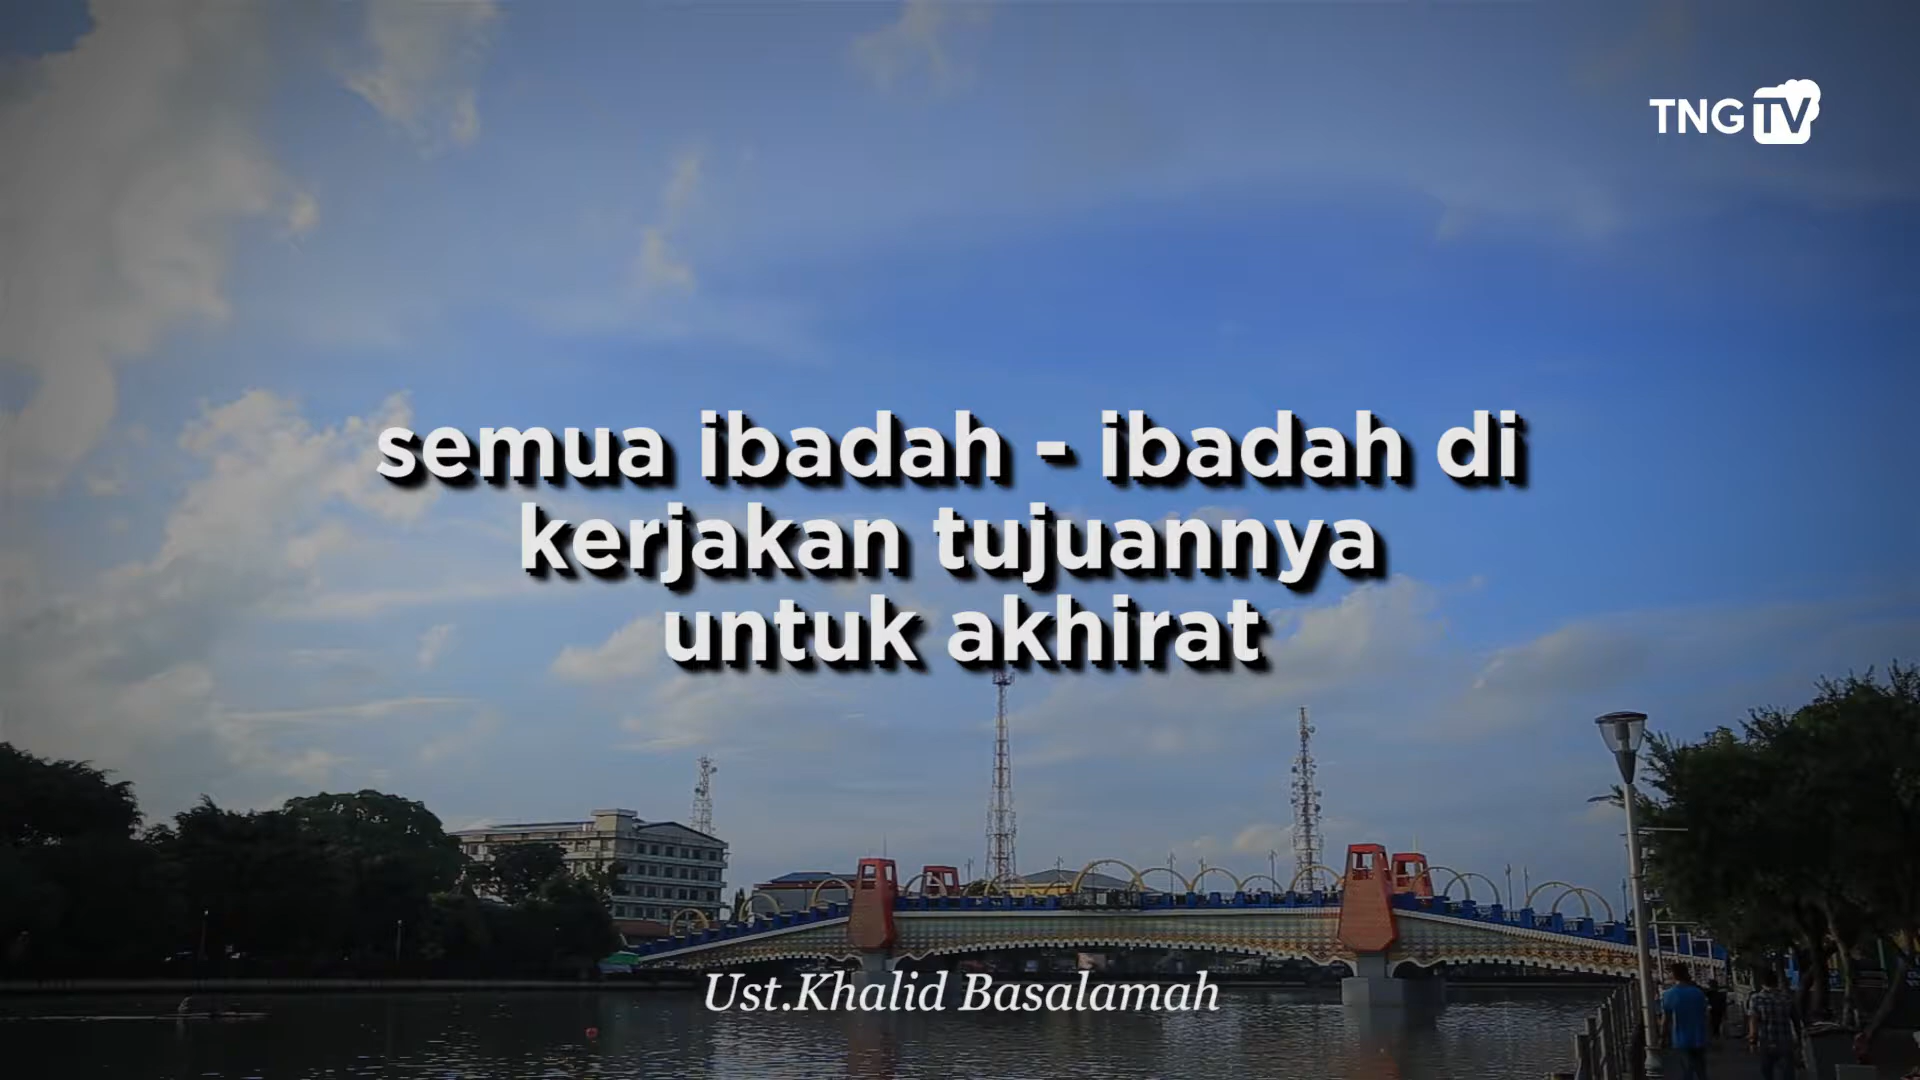 TNG TV
semua ibadah - ibadah di
kerjakan tujuannya
untuk akhirat
Ust.Khalid Basalamah